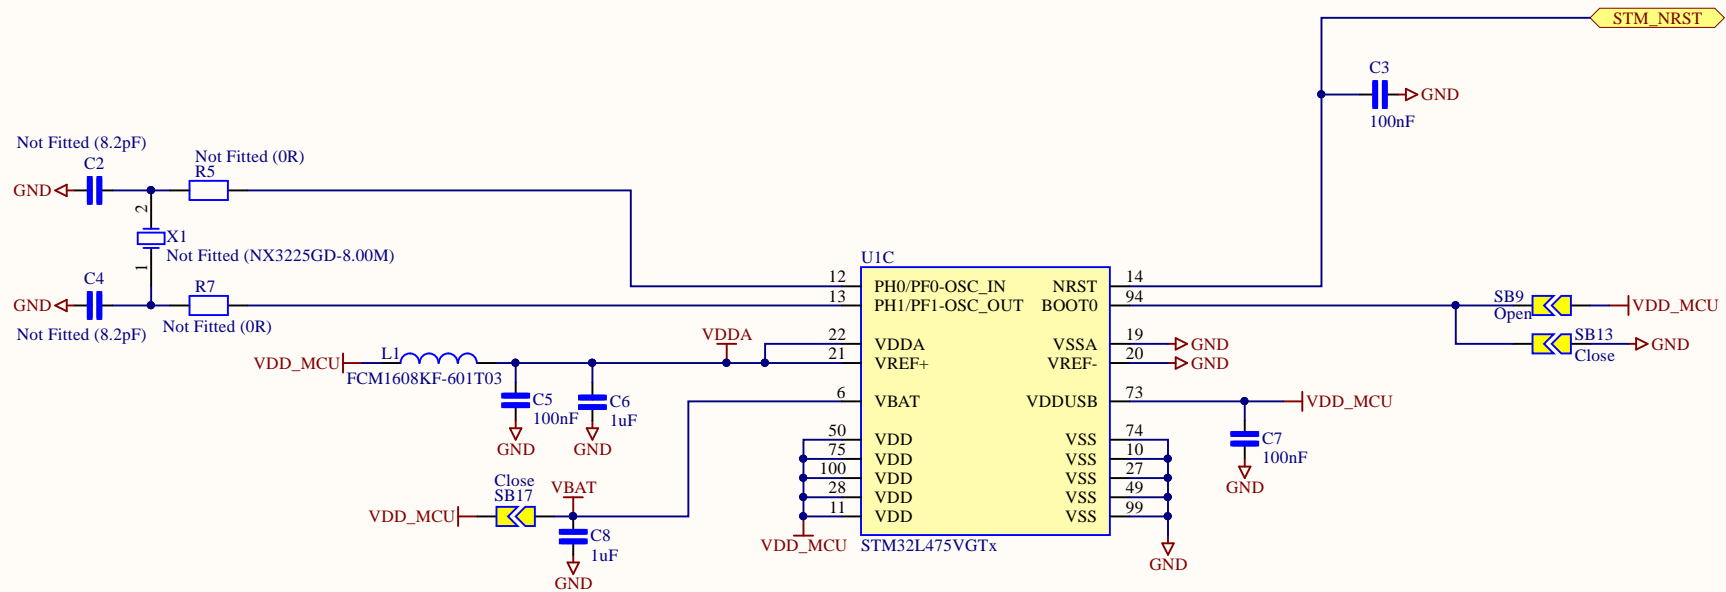 STM_NRST
C3
GND
100nF
Not Fitted (8.2pF)
C2
GND
Not Fitted (0R)
R5
2
X1
Not Fitted (NX3225GD-8.00M)
1
C4
GND
Not Fitted (8.2pF)
R7
Not Fitted (0R)
U1C
12 PH0/PF0-OSC_IN NRST 14
13 PH1/PF1-OSC_OUT BOOT0 94
22 VDDA VSSA 19 GND
21 VREF+ VREF- 20 GND
6 VBAT VDDUSB 73 VDD_MCU
50 VDD VSS 74
75 VDD VSS 10
100 VDD VSS 27
28 VDD VSS 49
11 VDD VSS 99
STM32L475VGTx
VDD_MCU
GND
SB9
Open
VDD_MCU
SB13
Close
GND
VDDA
VDD_MCU
L1
FCM1608KF-601T03
C5
100nF
GND
C6
1uF
GND
C7
100nF
GND
Close
SB17
VDD_MCU
VBAT
C8
1uF
GND